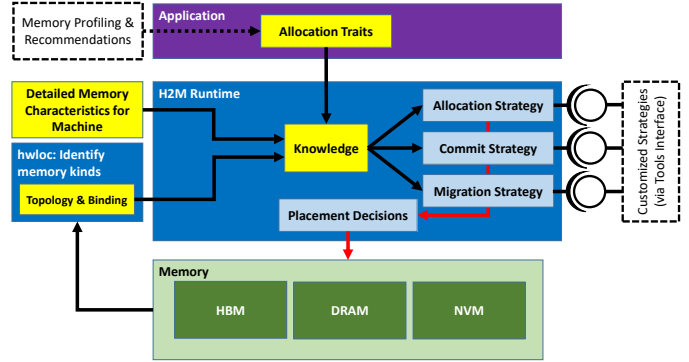 Memory Profiling &
Recommendations
Application
Allocation Traits
Detailed Memory
Characteristics for
Machine
hwloc: Identify
memory kinds
Topology & Binding
H2M Runtime
Knowledge
Allocation Strategy
Commit Strategy
Migration Strategy
Placement Decisions
Customized Strategies
(via Tools Interface)
Memory
HBM
DRAM
NVM